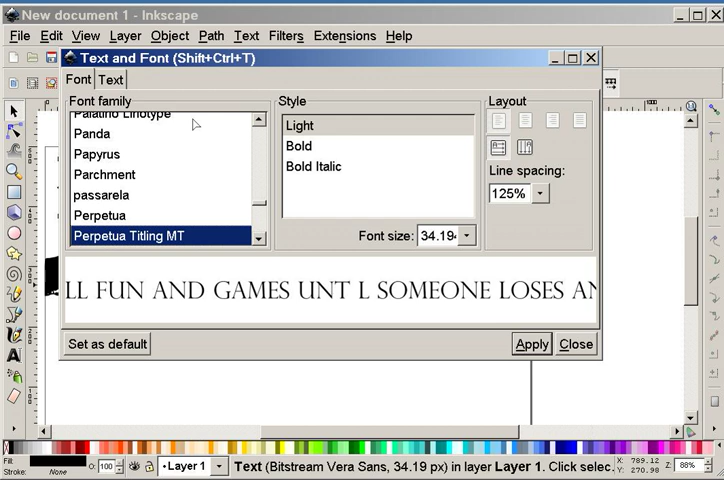 New document 1 - Inkscape
File Edit View Layer Object Path Text Filters Extensions Help
Text and Font (Shift+Ctrl+T)
Font Text
Font family
Palatino Linotype
Panda
Papyrus
Parchment
passarela
Perpetua
Perpetua Titling MT
Style
Light
Bold
Bold Italic
Font size: 34.19
Layout
Line spacing:
125%
LL FUN AND GAMES UNT L SOMEONE LOSES AN
Set as default
Apply Close
Fill:
Stroke: None
O: 100
Layer 1
Text (Bitstream Vera Sans, 34.19 px) in layer Layer 1. Click selec.
X: 789.12
Y: 270.98
Z: 88%